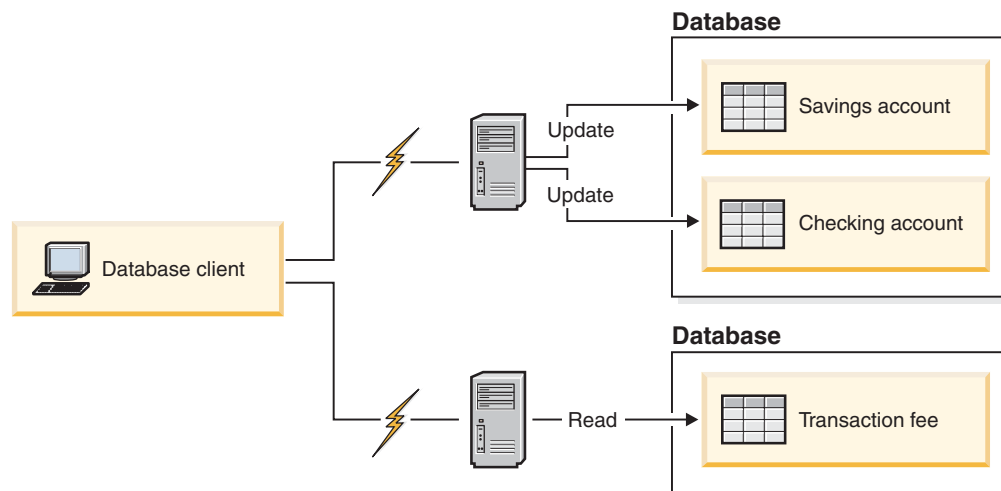 Database
Savings account
Update
Update
Checking account
Database client
Database
Read
Transaction fee